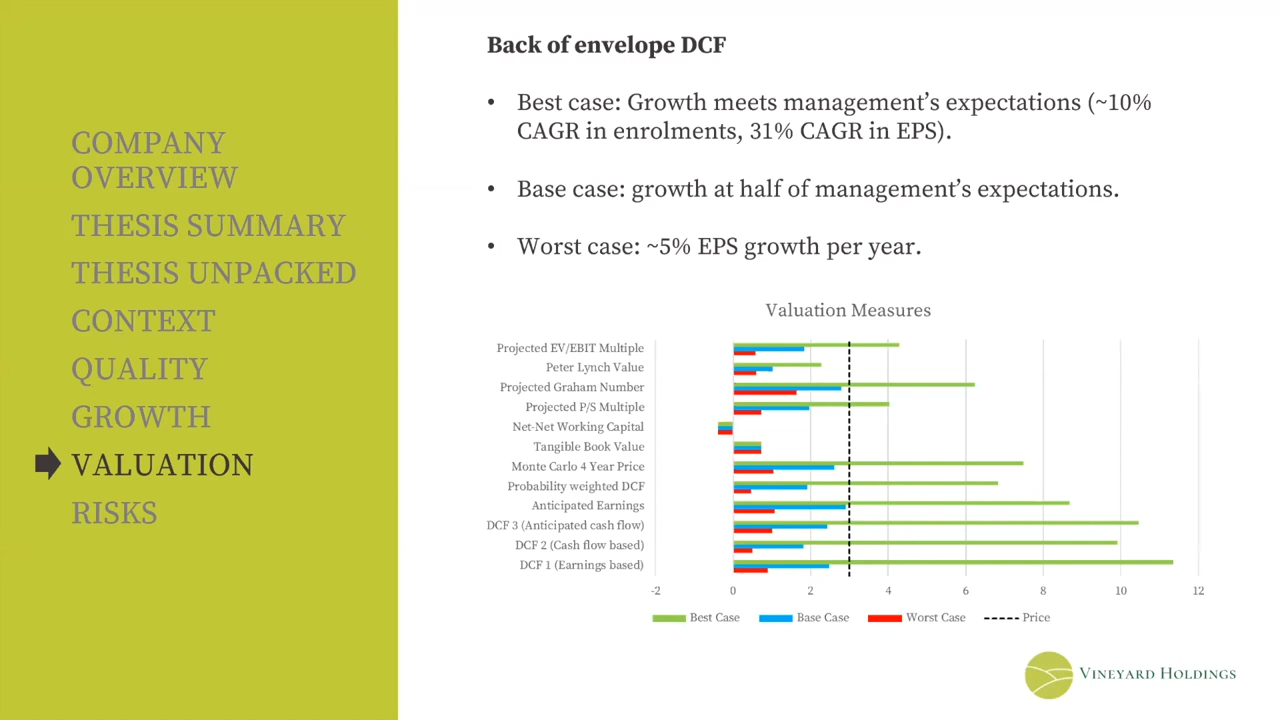 COMPANY
OVERVIEW
THESIS SUMMARY
THESIS UNPACKED
CONTEXT
QUALITY
GROWTH
VALUATION
RISKS
Back of envelope DCF
• Best case: Growth meets management’s expectations (~10%
CAGR in enrolments, 31% CAGR in EPS).
• Base case: growth at half of management’s expectations.
• Worst case: ~5% EPS growth per year.
Valuation Measures
Projected EV/EBIT Multiple
Peter Lynch Value
Projected Graham Number
Projected P/S Multiple
Net-Net Working Capital
Tangible Book Value
Monte Carlo 4 Year Price
Probability weighted DCF
Anticipated Earnings
DCF 3 (Anticipated cash flow)
DCF 2 (Cash flow based)
DCF 1 (Earnings based)
-2 0 2 4 6 8 10 12
Best Case Base Case Worst Case Price
VINEYARD HOLDINGS